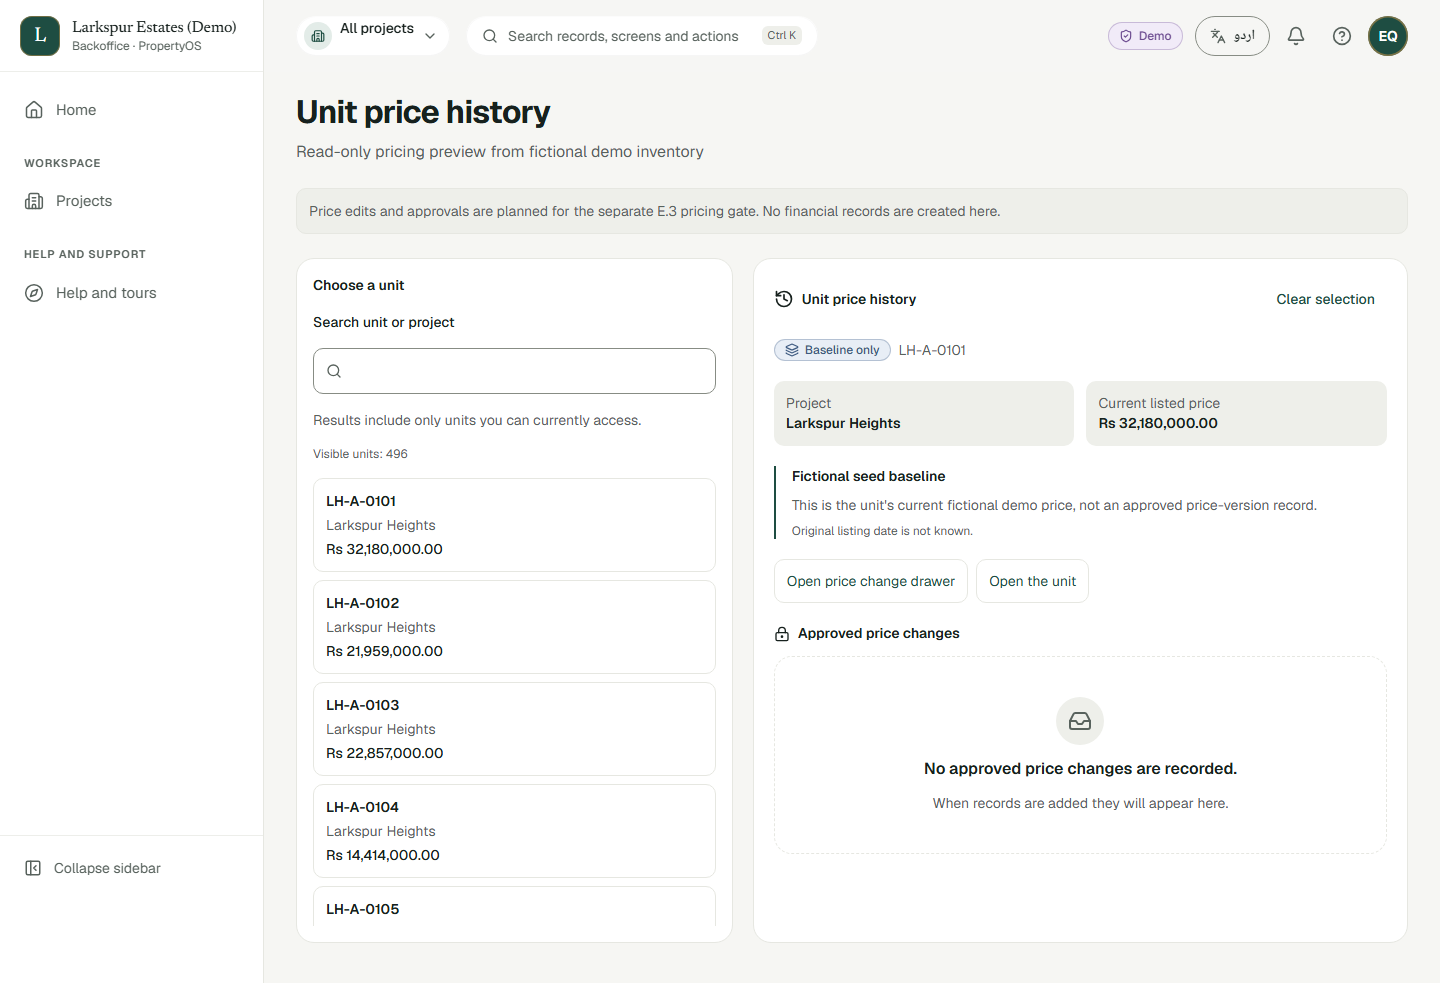 L
Larkspur Estates (Demo)
Backoffice · PropertyOS
All projects
Search records, screens and actions
Ctrl K
Demo
اردو
EQ
Home
WORKSPACE
Projects
HELP AND SUPPORT
Help and tours
Collapse sidebar
Unit price history
Read-only pricing preview from fictional demo inventory
Price edits and approvals are planned for the separate E.3 pricing gate. No financial records are created here.
Choose a unit
Search unit or project
Results include only units you can currently access.
Visible units: 496
LH-A-0101
Larkspur Heights
Rs 32,180,000.00
LH-A-0102
Larkspur Heights
Rs 21,959,000.00
LH-A-0103
Larkspur Heights
Rs 22,857,000.00
LH-A-0104
Larkspur Heights
Rs 14,414,000.00
LH-A-0105
Unit price history
Clear selection
Baseline only
LH-A-0101
Project
Larkspur Heights
Current listed price
Rs 32,180,000.00
Fictional seed baseline
This is the unit's current fictional demo price, not an approved price-version record.
Original listing date is not known.
Open price change drawer
Open the unit
Approved price changes
No approved price changes are recorded.
When records are added they will appear here.